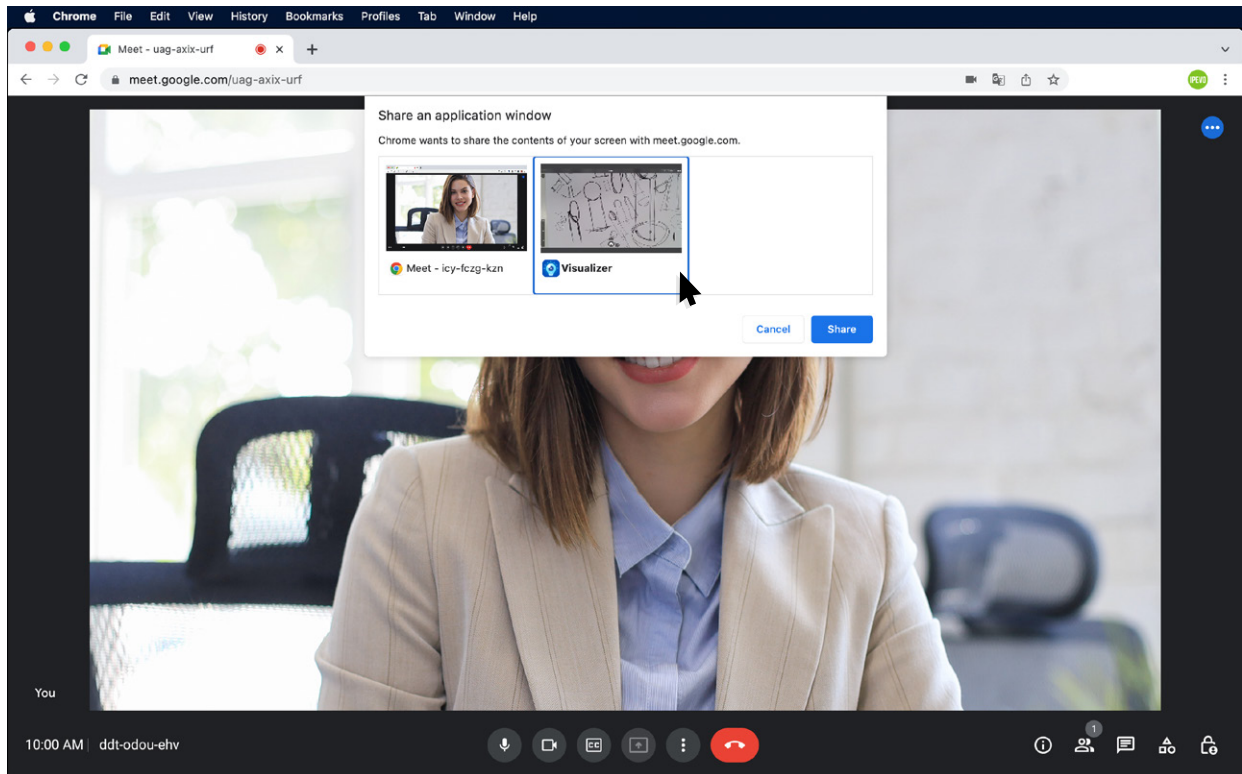 Chrome File Edit View History Bookmarks Profiles Tab Window Help
Meet - uag-axix-urf
meet.google.com/uag-axix-urf
IPEVO
Share an application window
Chrome wants to share the contents of your screen with meet.google.com.
Meet - icy-fczg-kzn
Visualizer
Cancel
Share
You
10:00 AM | ddt-odou-ehv
CC
1